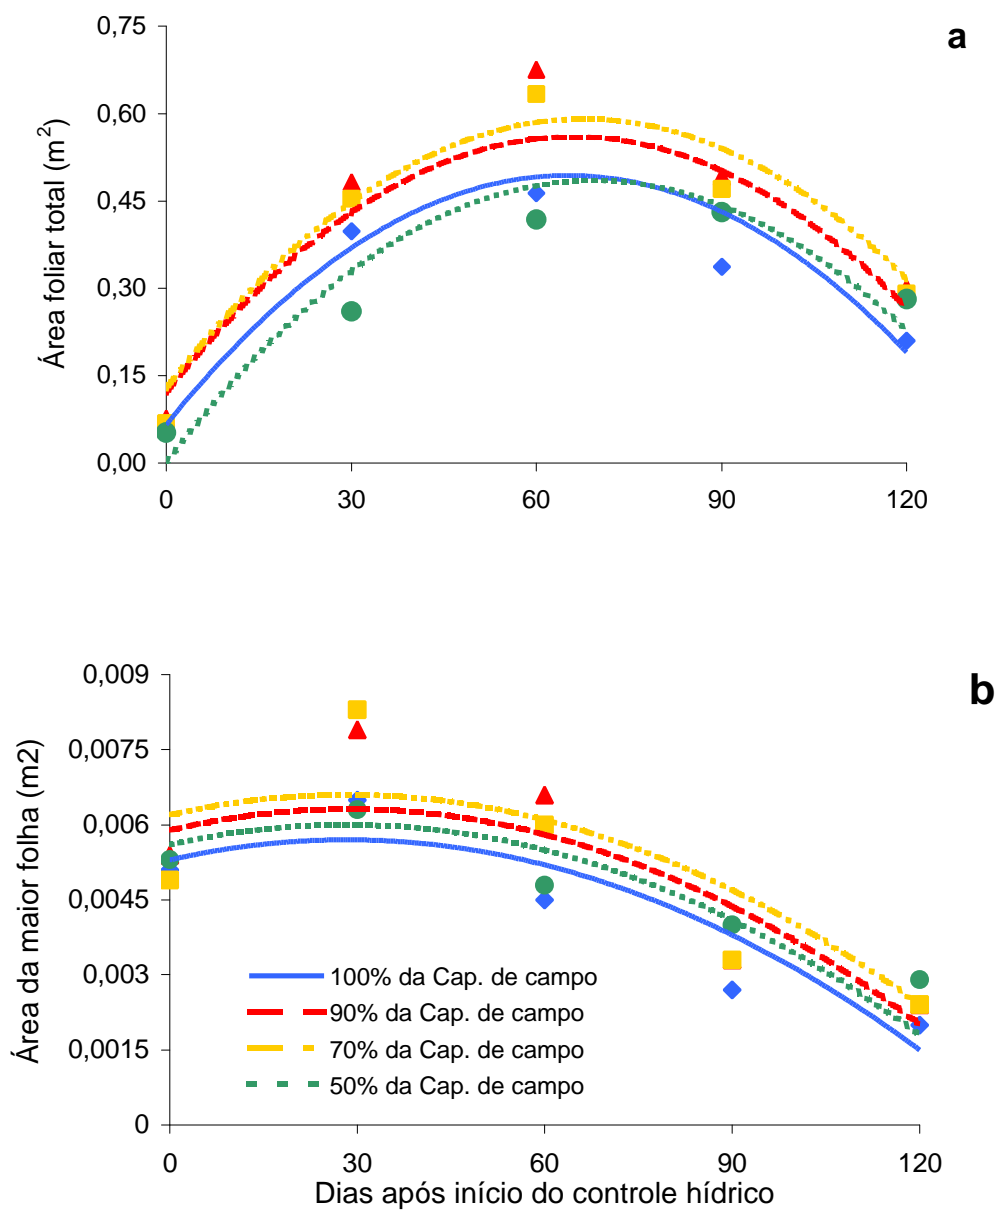 a
Área foliar total (m²)
0,75
0,60
0,45
0,30
0,15
0,00
0 30 60 90 120
b
Área da maior folha (m2)
0,009
0,0075
0,006
0,0045
0,003
0,0015
0
100% da Cap. de campo
90% da Cap. de campo
70% da Cap. de campo
50% da Cap. de campo
0 30 60 90 120
Dias após início do controle hídrico